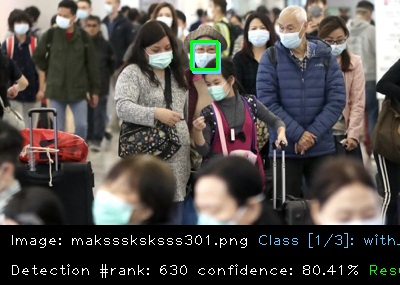 Image: maksssksksss301.png Class [1/3]: with_
Detection #rank: 630 confidence: 80.41% Res